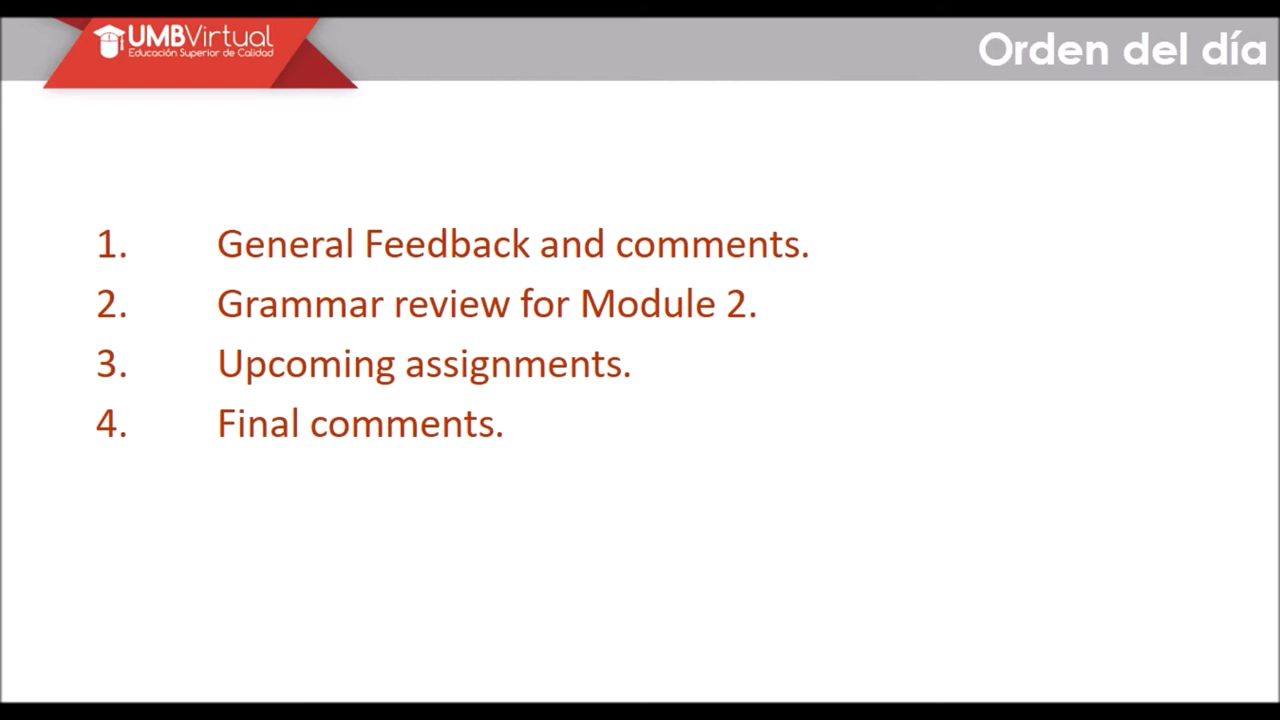 UMBVirtual
Educación Superior de Calidad
Orden del día
1. General Feedback and comments.
2. Grammar review for Module 2.
3. Upcoming assignments.
4. Final comments.